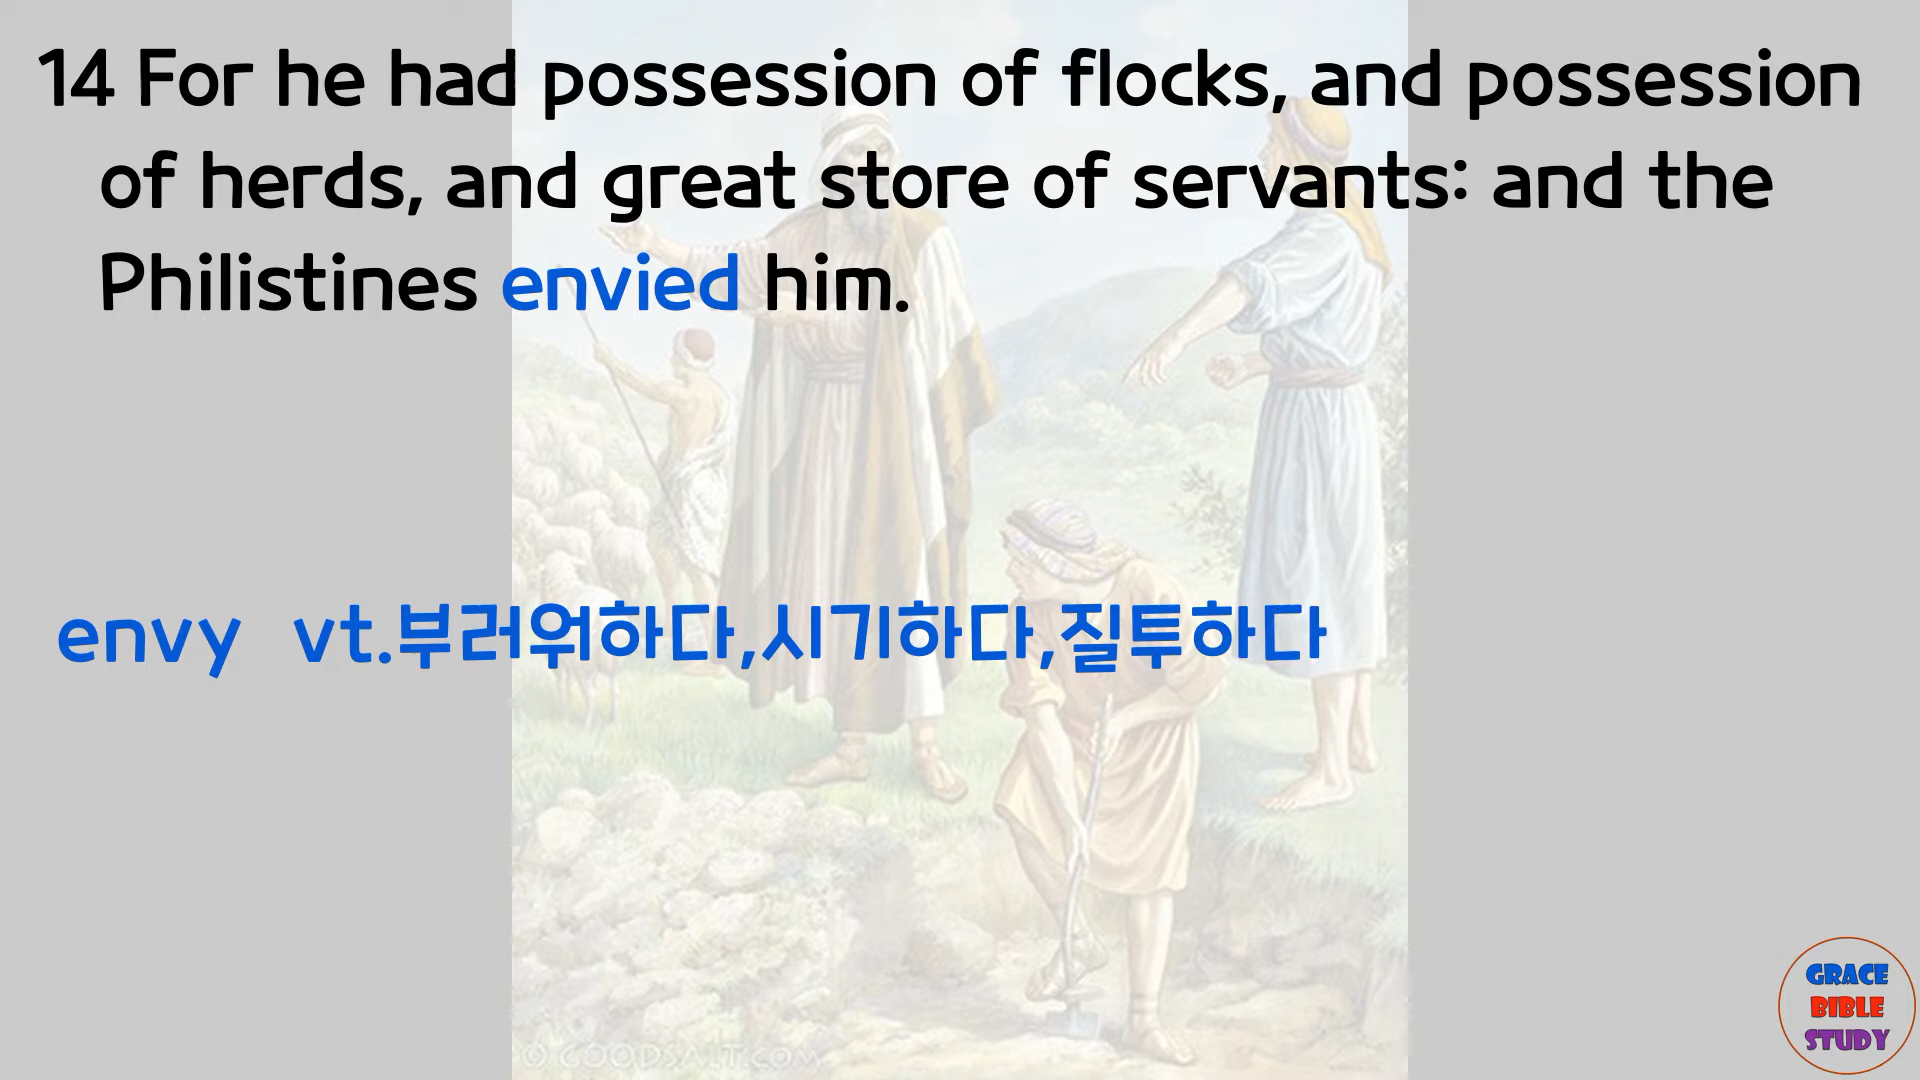 14 For he had possession of flocks, and possession
of herds, and great store of servants: and the
Philistines envied him.
envy vt.부러워하다,시기하다,질투하다
© GOODSALT.COM
GRACE
BIBLE
STUDY